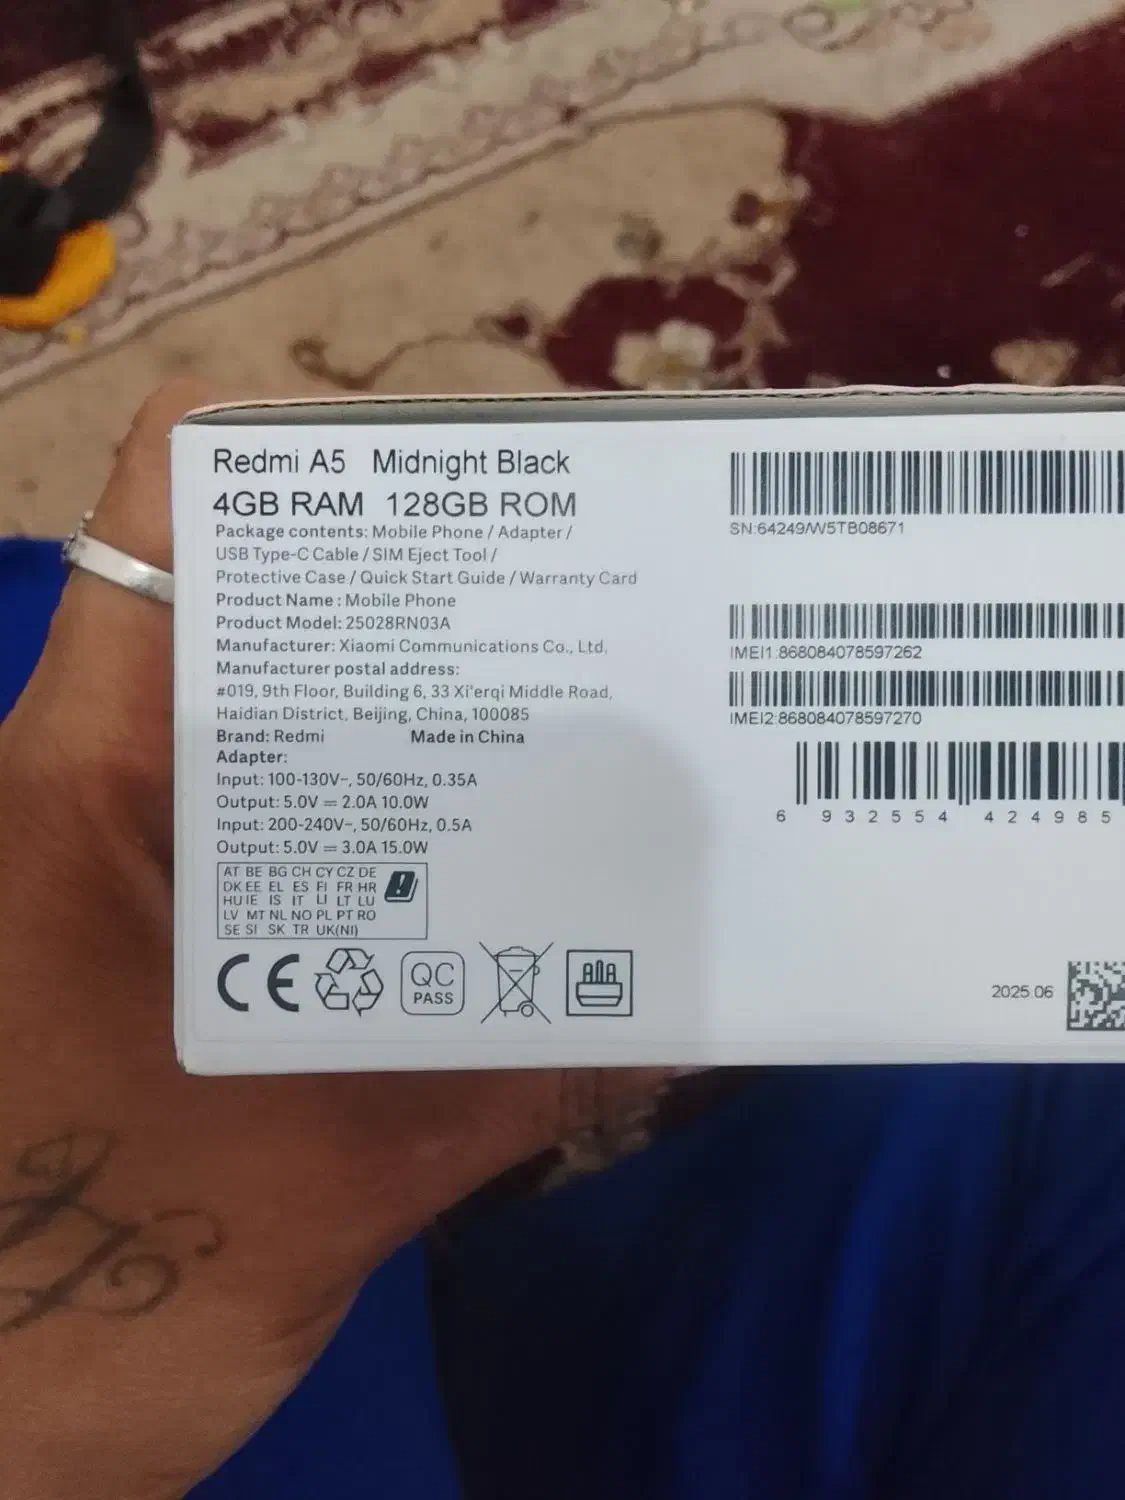 Redmi A5 Midnight Black
4GB RAM 128GB ROM
Package contents: Mobile Phone / Adapter /
USB Type-C Cable / SIM Eject Tool /
Protective Case / Quick Start Guide / Warranty Card
Product Name: Mobile Phone
Product Model: 25028RN03A
Manufacturer: Xiaomi Communications Co., Ltd.
Manufacturer postal address:
#019, 9th Floor, Building 6, 33 Xi'erqi Middle Road,
Haidian District, Beijing, China, 100085
Brand: Redmi Made in China
Adapter:
Input: 100-130V~, 50/60Hz, 0.35A
Output: 5.0V ⎓ 2.0A 10.0W
Input: 200-240V~, 50/60Hz, 0.5A
Output: 5.0V ⎓ 3.0A 15.0W
AT BE BG CH CY CZ DE
DK EE EL ES FI FR HR
HU IE IS IT LI LT LU
LV MT NL NO PL PT RO
SE SI SK TR UK(NI)
CE
QC
PASS
SN:64249/W5TB08671
IMEI1:868084078597262
IMEI2:868084078597270
6 932554 424985
2025.06